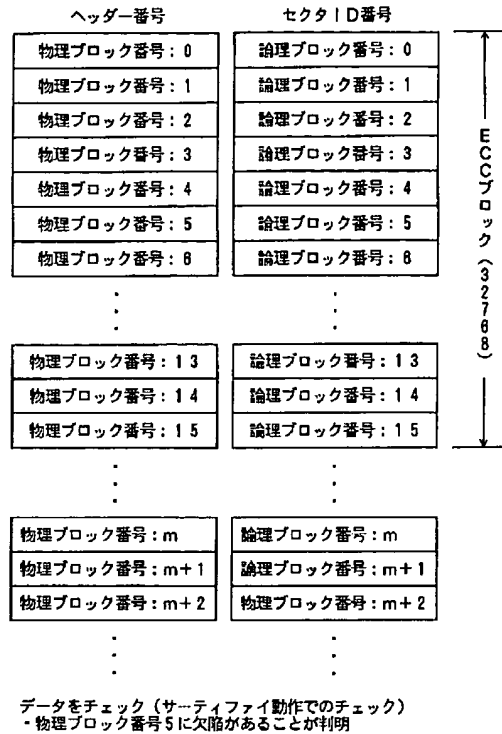 ヘッダー番号 セクタID番号
物理ブロック番号:0 論理ブロック番号:0
物理ブロック番号:1 論理ブロック番号:1
物理ブロック番号:2 論理ブロック番号:2
物理ブロック番号:3 論理ブロック番号:3
物理ブロック番号:4 論理ブロック番号:4
物理ブロック番号:5 論理ブロック番号:5
物理ブロック番号:6 論理ブロック番号:6
物理ブロック番号:13 論理ブロック番号:13
物理ブロック番号:14 論理ブロック番号:14
物理ブロック番号:15 論理ブロック番号:15
ECCブロック(32768)
物理ブロック番号:m 論理ブロック番号:m
物理ブロック番号:m+1 論理ブロック番号:m+1
物理ブロック番号:m+2 物理ブロック番号:m+2
データをチェック(サーティファイ動作でのチェック)
・物理ブロック番号5に欠陥があることが判明